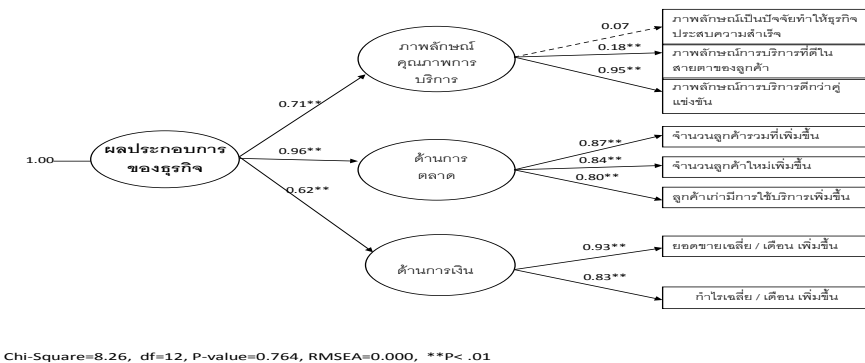 0.07
ภาพลักษณ์เป็นปัจจัยทำให้ธุรกิจ
ประสบความสำเร็จ
ภาพลักษณ์
คุณภาพการ
บริการ
0.18**
ภาพลักษณ์การบริการที่ดีใน
สายตาของลูกค้า
0.95**
ภาพลักษณ์การบริการดีกว่าคู่
แข่งขัน
0.71**
1.00
ผลประกอบการ
ของธุรกิจ
0.96**
ด้านการ
ตลาด
0.87**
จำนวนลูกค้ารวมที่เพิ่มขึ้น
0.84**
จำนวนลูกค้าใหม่เพิ่มขึ้น
0.80**
ลูกค้าเก่ามีการใช้บริการเพิ่มขึ้น
0.62**
ด้านการเงิน
0.93**
ยอดขายเฉลี่ย / เดือน เพิ่มขึ้น
0.83**
กำไรเฉลี่ย / เดือน เพิ่มขึ้น
Chi-Square=8.26, df=12, P-value=0.764, RMSEA=0.000, **P< .01